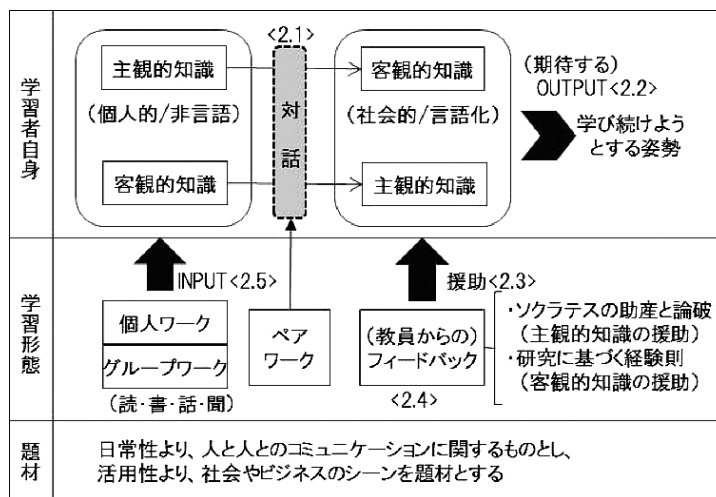 学習者自身
<2.1>
主観的知識
(個人的/非言語)
客観的知識
対話
客観的知識
(社会的/言語化)
主観的知識
(期待する)
OUTPUT<2.2>
学び続けよう
とする姿勢
学習形態
INPUT<2.5>
個人ワーク
グループワーク
(読・書・話・聞)
ペア
ワーク
援助<2.3>
(教員からの)
フィードバック
<2.4>
・ソクラテスの助産と論破
(主観的知識の援助)
・研究に基づく経験則
(客観的知識の援助)
題材
日常性より、人と人とのコミュニケーションに関するものとし、
活用性より、社会やビジネスのシーンを題材とする